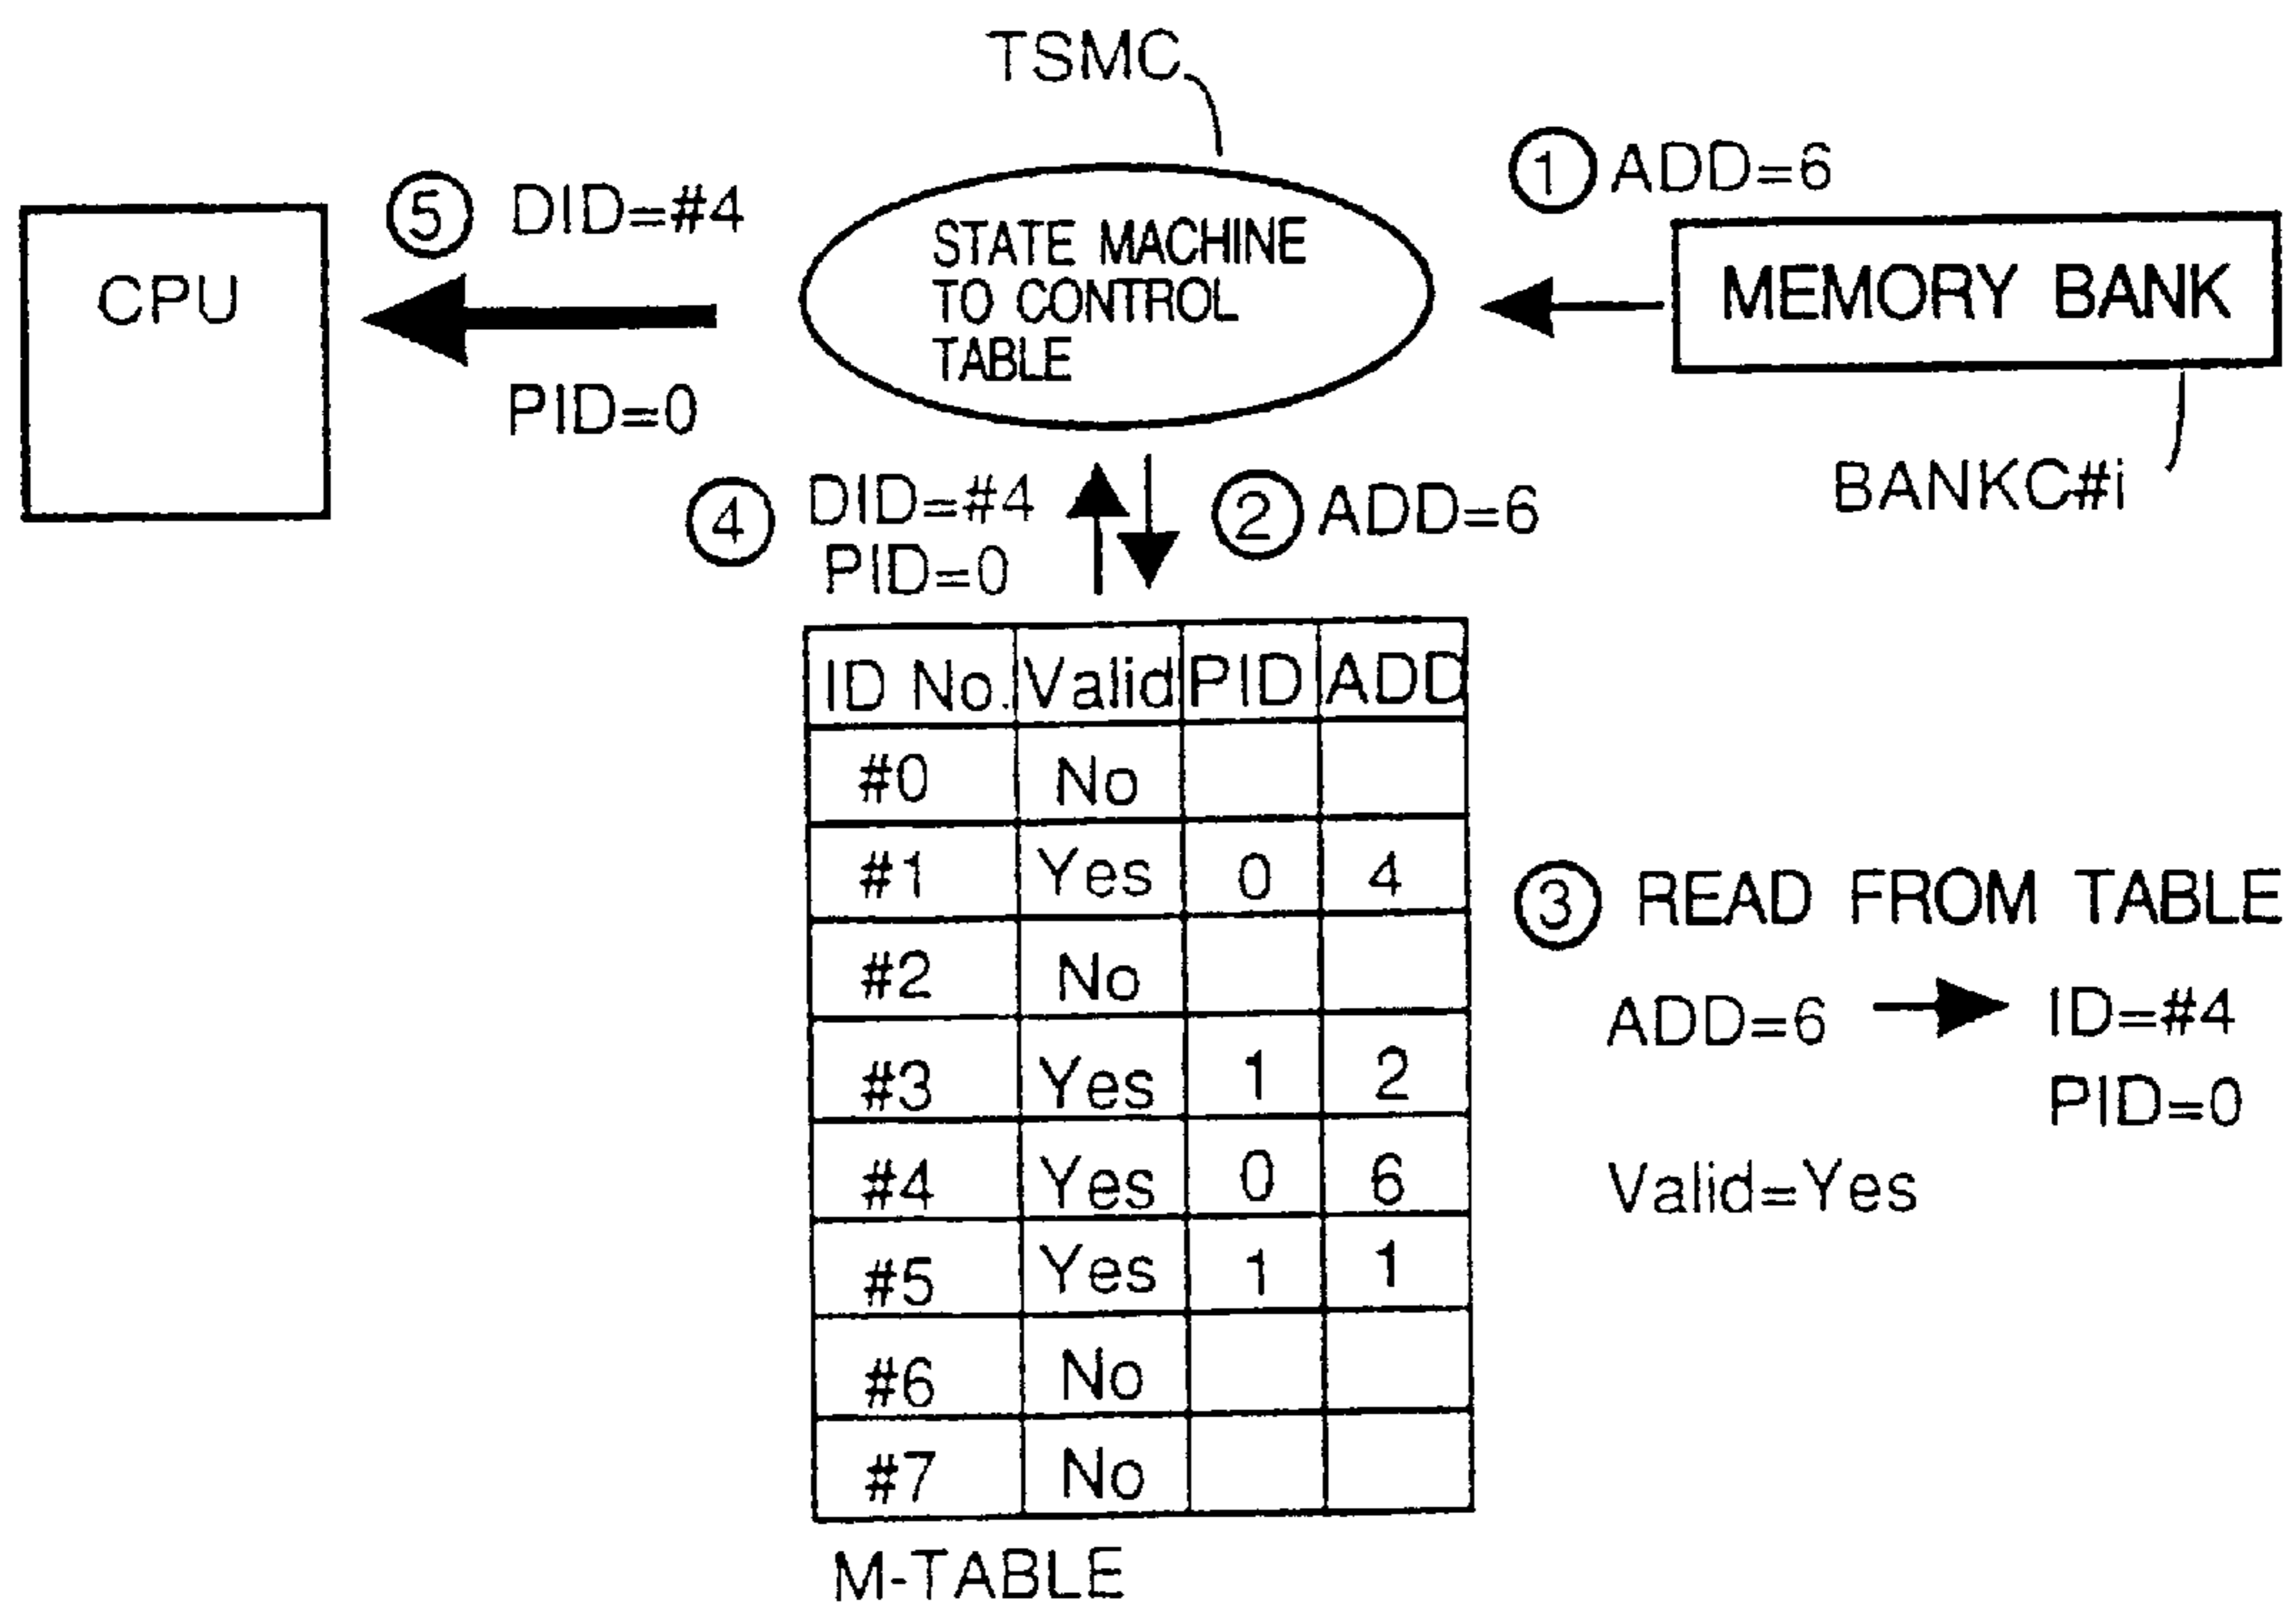 TSMC
① ADD=6
⑤ DID=#4
CPU
STATE MACHINE
TO CONTROL
TABLE
MEMORY BANK
PID=0
BANKC#i
④ DID=#4
PID=0
② ADD=6
ID No. Valid PID ADD
#0 No
#1 Yes 0 4
#2 No
#3 Yes 1 2
#4 Yes 0 6
#5 Yes 1 1
#6 No
#7 No
M-TABLE
③ READ FROM TABLE
ADD=6 → ID=#4
PID=0
Valid=Yes